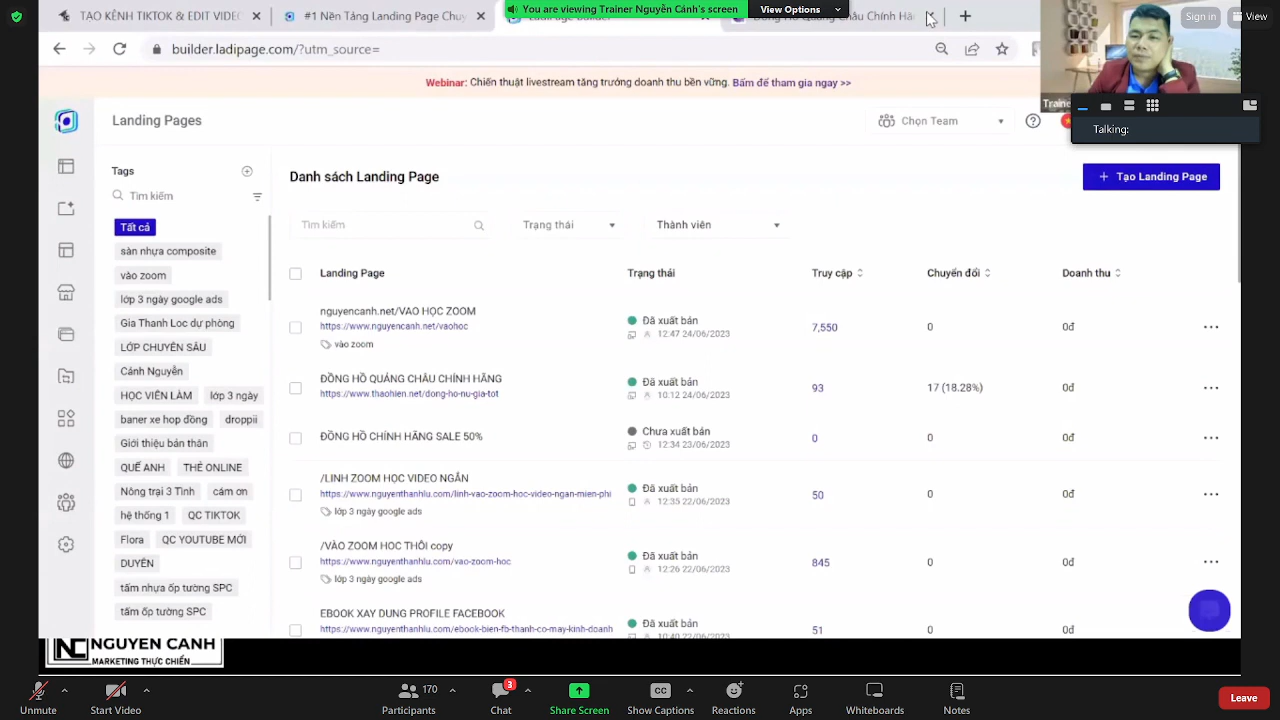 TẠO KÊNH TIKTOK & EDIT VIDEO
#1 Nền Tảng Landing Page Chuy
You are viewing Trainer Nguyễn Cảnh's screen
View Options
Sign in
View
builder.ladipage.com/?utm_source=
Webinar: Chiến thuật livestream tăng trưởng doanh thu bền vững. Bấm để tham gia ngay >>
Traine
Talking:
Landing Pages
Chọn Team
Tags
Danh sách Landing Page
+ Tạo Landing Page
Tìm kiếm
Tìm kiếm
Trạng thái
Thành viên
Tất cả
sàn nhựa composite
vào zoom
lớp 3 ngày google ads
Gia Thanh Loc dự phòng
LỚP CHUYÊN SÂU
Cảnh Nguyễn
HỌC VIÊN LÀM
lớp 3 ngày
baner xe hợp đồng
droppii
Giới thiệu bản thân
QUẾ ANH
THẺ ONLINE
Nông trại 3 Tình
cám ơn
hệ thống 1
QC TIKTOK
Flora
QC YOUTUBE MỚI
DUYÊN
tấm nhựa ốp tường SPC
tấm ốp tường SPC
Landing Page
Trạng thái
Truy cập
Chuyển đổi
Doanh thu
nguyencanh.net/VAO HỌC ZOOM
https://www.nguyencanh.net/vaohoc
vào zoom
Đã xuất bản
12:47 24/06/2023
7,550
0
0đ
ĐỒNG HỒ QUẢNG CHÂU CHÍNH HÃNG
https://www.thaohien.net/dong-ho-nu-gia-tot
Đã xuất bản
10:12 24/06/2023
93
17 (18.28%)
0đ
ĐỒNG HỒ CHÍNH HÃNG SALE 50%
Chưa xuất bản
12:34 23/06/2023
0
0
0đ
/LINH ZOOM HỌC VIDEO NGẮN
https://www.nguyenthanhlu.com/linh-vao-zoom-hoc-video-ngan-mien-phi
lớp 3 ngày google ads
Đã xuất bản
12:35 22/06/2023
50
0
0đ
/VÀO ZOOM HOC THÔI copy
https://www.nguyenthanhlu.com/vao-zoom-hoc
lớp 3 ngày google ads
Đã xuất bản
12:26 22/06/2023
845
0
0đ
EBOOK XAY DUNG PROFILE FACEBOOK
https://www.nguyenthanhlu.com/ebook-bien-fb-thanh-co-may-kinh-doanh
Đã xuất bản
10:40 22/06/2023
51
0
0đ
NC NGUYEN CANH
MARKETING THỰC CHIẾN
Unmute
Start Video
170
Participants
3
Chat
Share Screen
CC
Show Captions
Reactions
Apps
Whiteboards
Notes
Leave